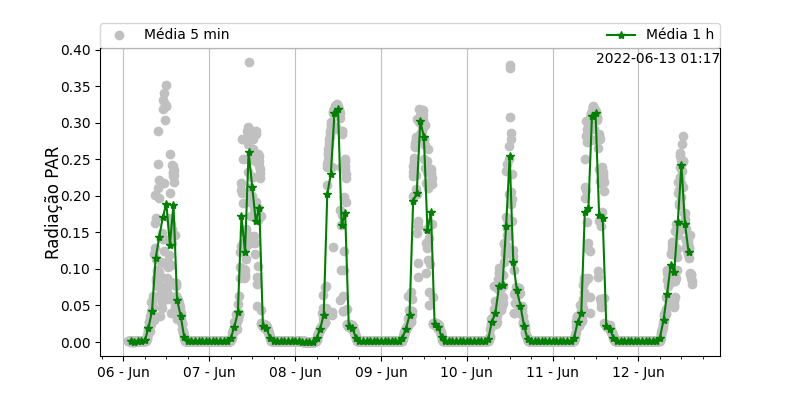 Média 5 min
Média 1 h
2022-06-13 01:17
Radiação PAR
0.40
0.35
0.30
0.25
0.20
0.15
0.10
0.05
0.00
06 - Jun
07 - Jun
08 - Jun
09 - Jun
10 - Jun
11 - Jun
12 - Jun